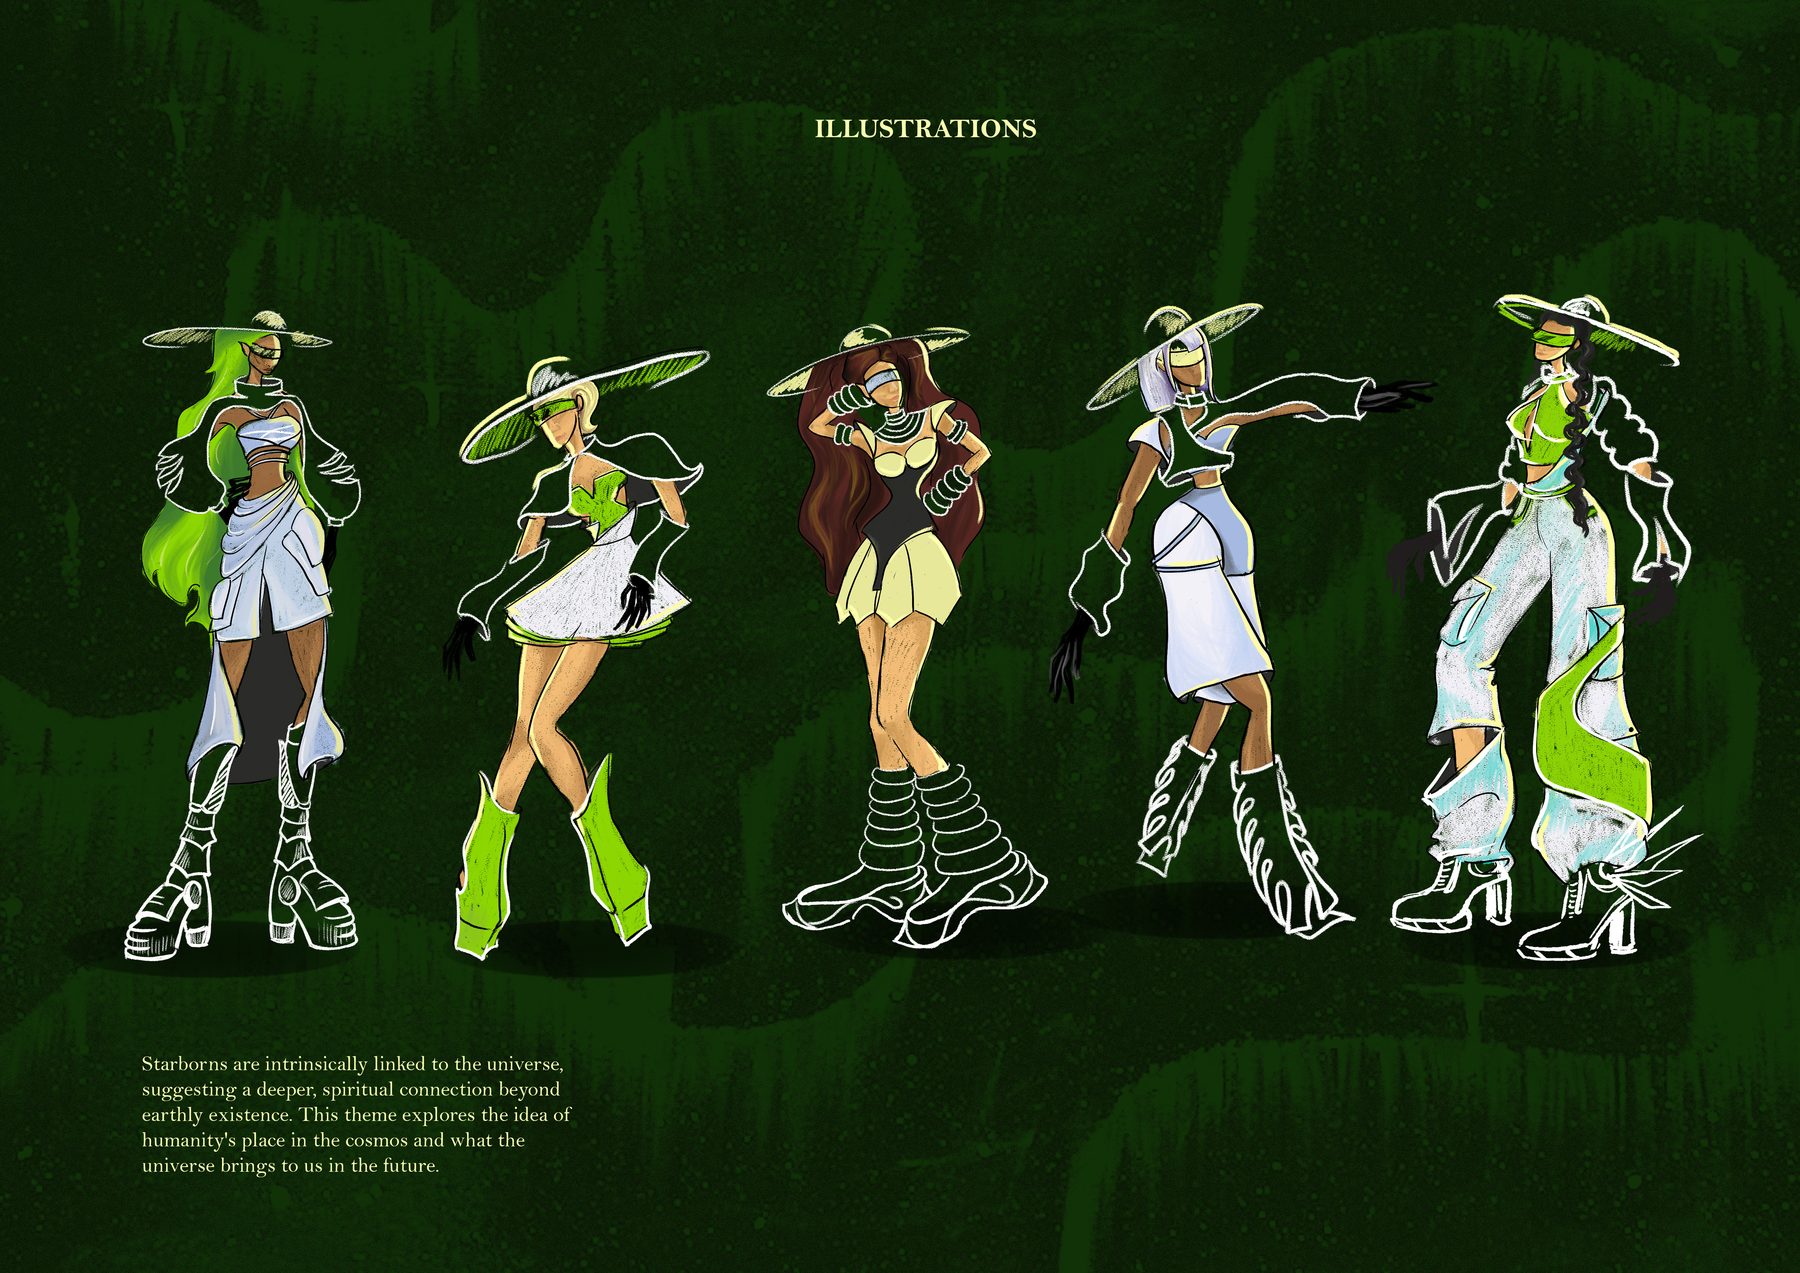 ILLUSTRATIONS
Starborns are intrinsically linked to the universe,
suggesting a deeper, spiritual connection beyond
earthly existence. This theme explores the idea of
humanity's place in the cosmos and what the
universe brings to us in the future.